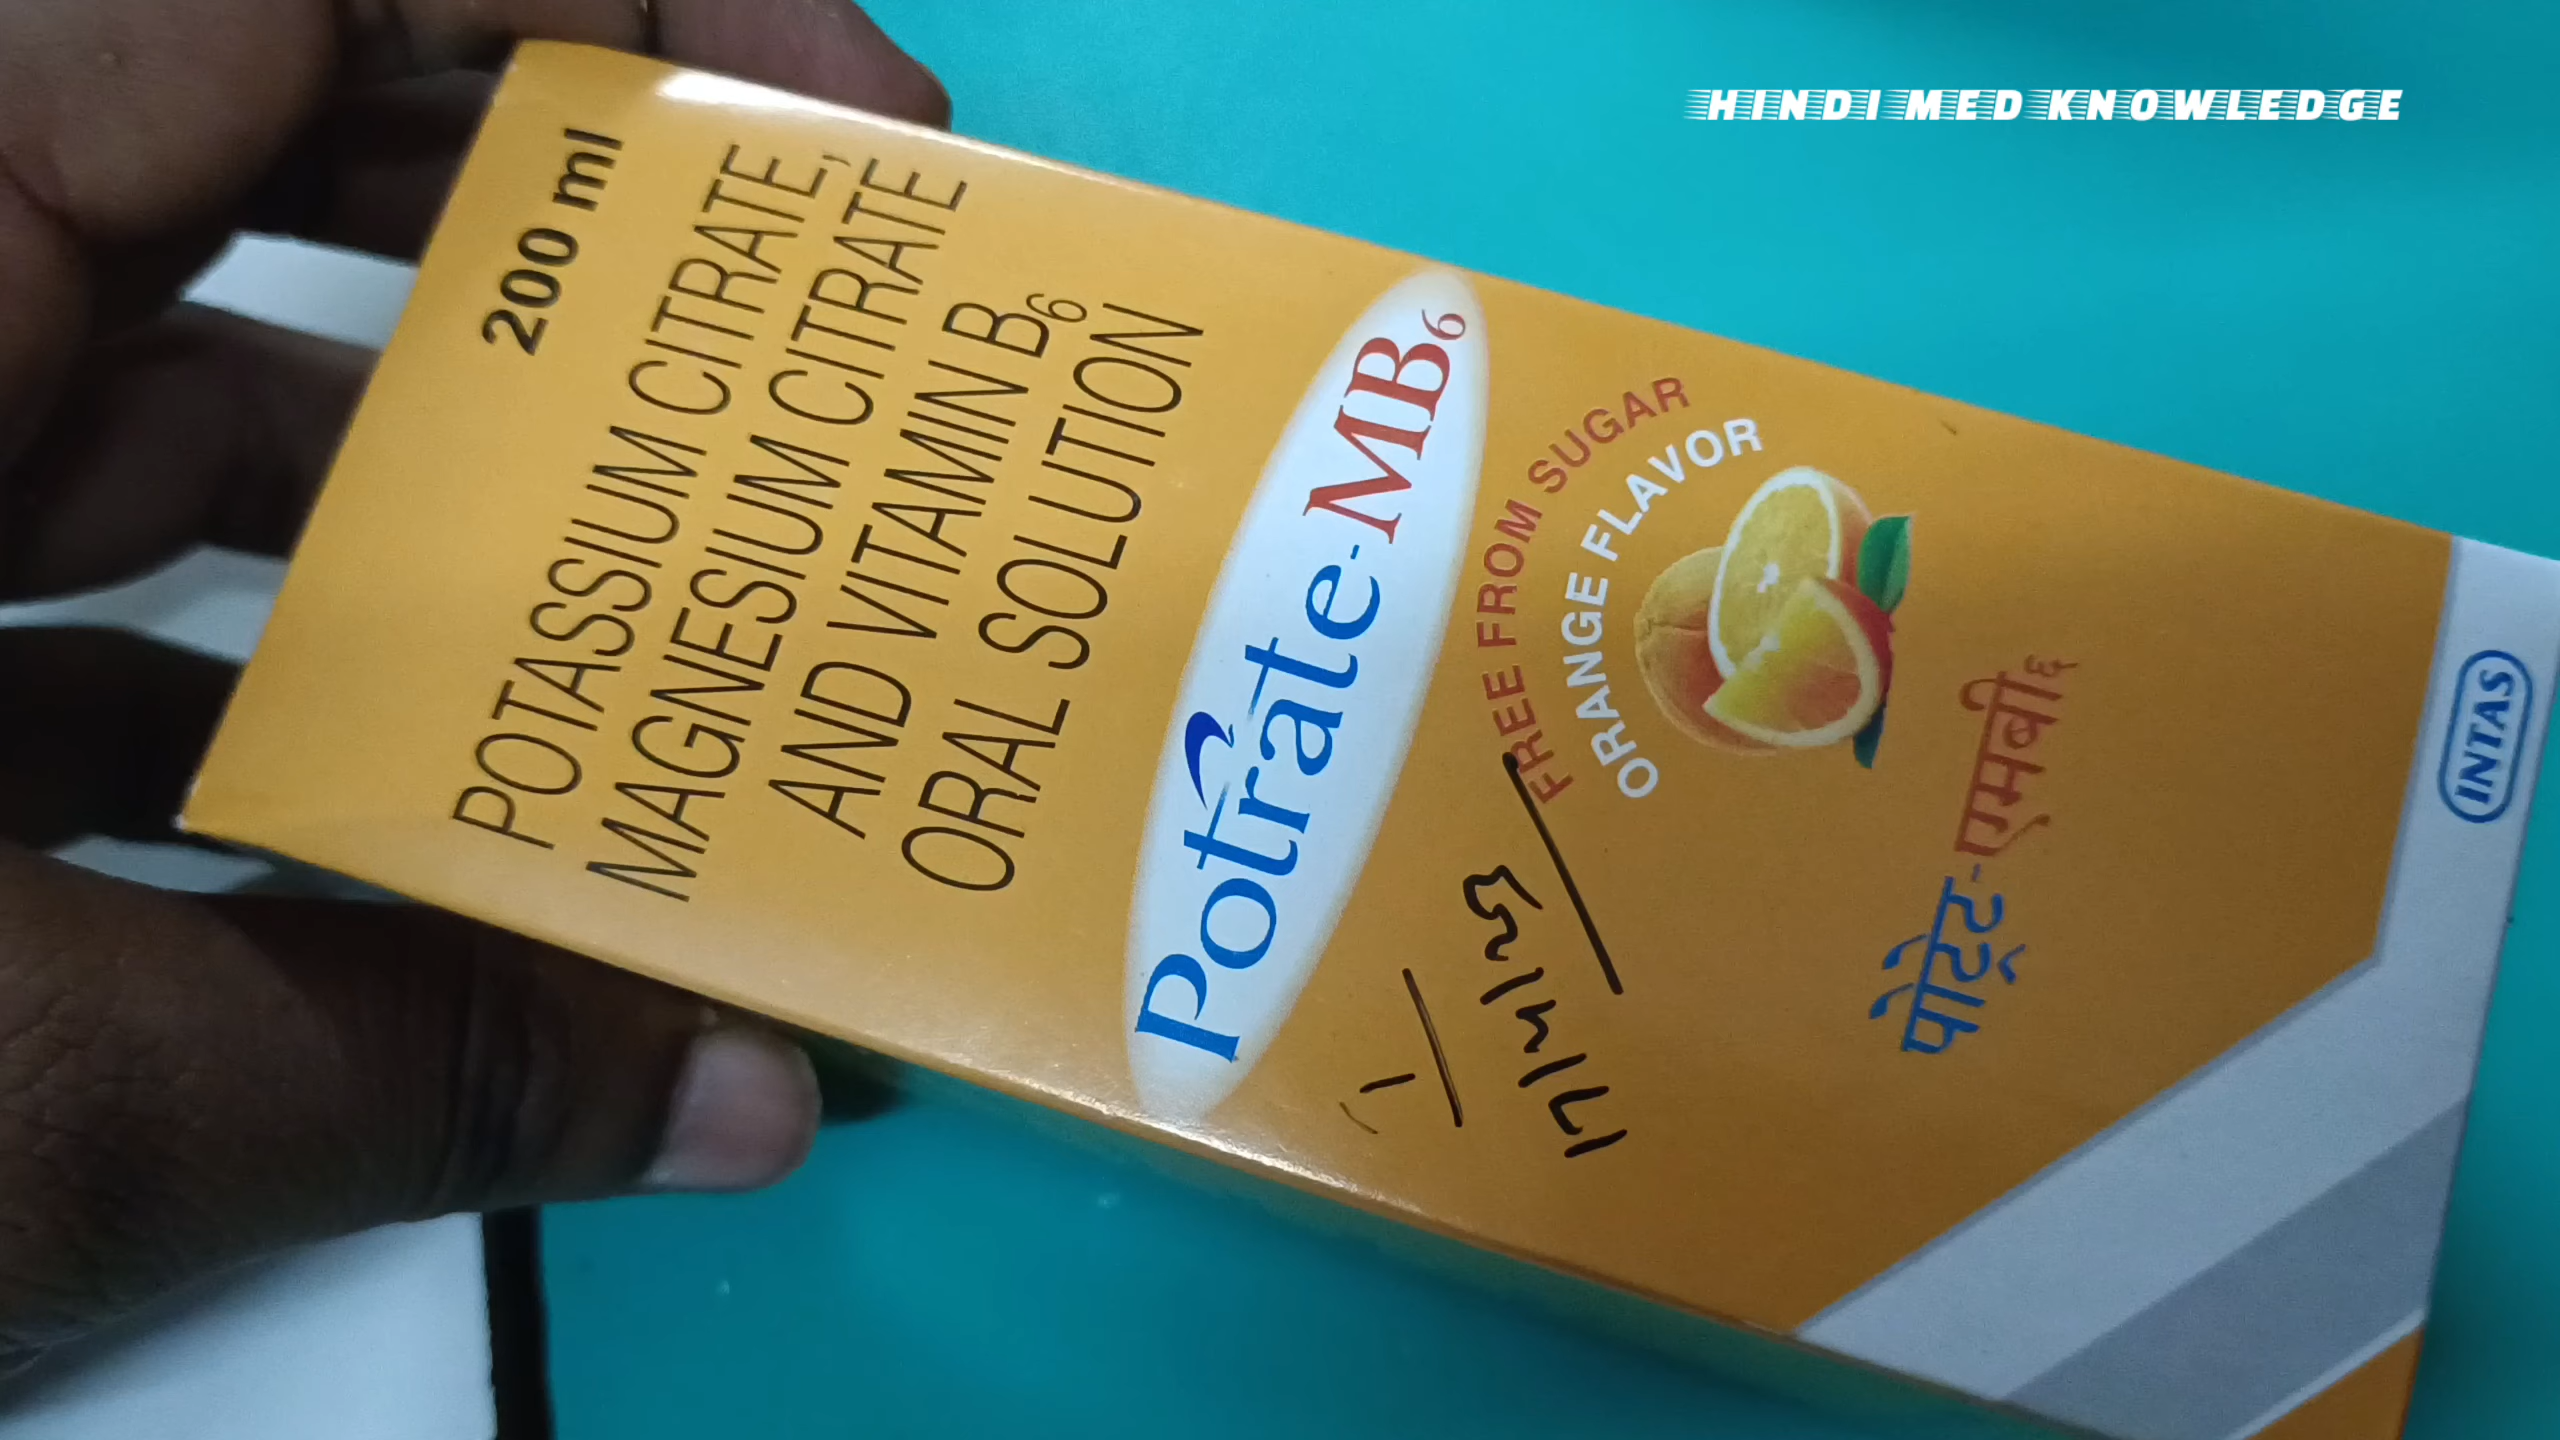 HINDI MED KNOWLEDGE
200 ml
POTASSIUM CITRATE,
MAGNESIUM CITRATE
AND VITAMIN B6
ORAL SOLUTION
Potrate-MB6
FREE FROM SUGAR
ORANGE FLAVOR
पोट्रेट-एमबी६
INTAS